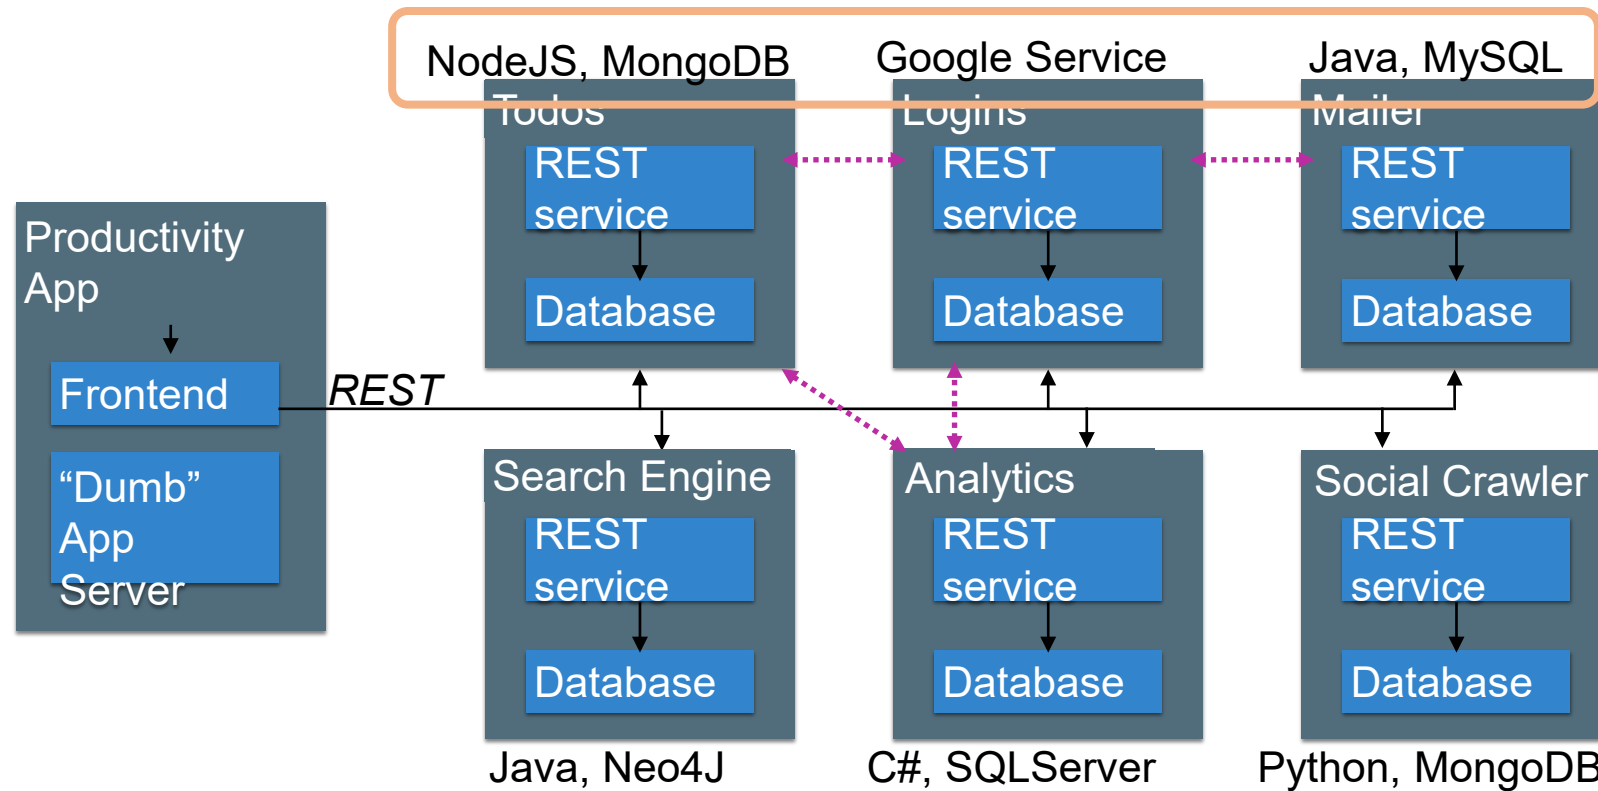 NodeJS, MongoDB
Google Service
Java, MySQL
Todos
Logins
Mailer
REST
service
REST
service
REST
service
Database
Database
Database
Productivity
App
Frontend
“Dumb”
App
Server
REST
Search Engine
Analytics
Social Crawler
REST
service
REST
service
REST
service
Database
Database
Database
Java, Neo4J
C#, SQLServer
Python, MongoDB